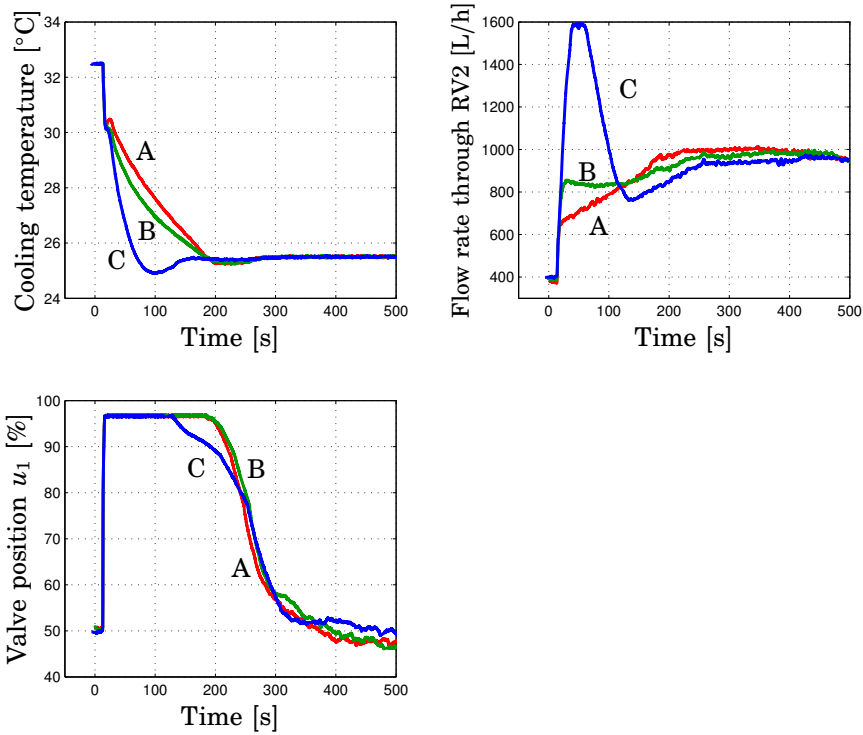 Cooling temperature [°C]
34
32
30
28
26
24
A
B
C
0
100
200
300
400
500
Time [s]
Flow rate through RV2 [L/h]
1600
1400
1200
1000
800
600
400
C
B
A
0
100
200
300
400
500
Time [s]
Valve position u1 [%]
100
90
80
70
60
50
40
C
B
A
0
100
200
300
400
500
Time [s]